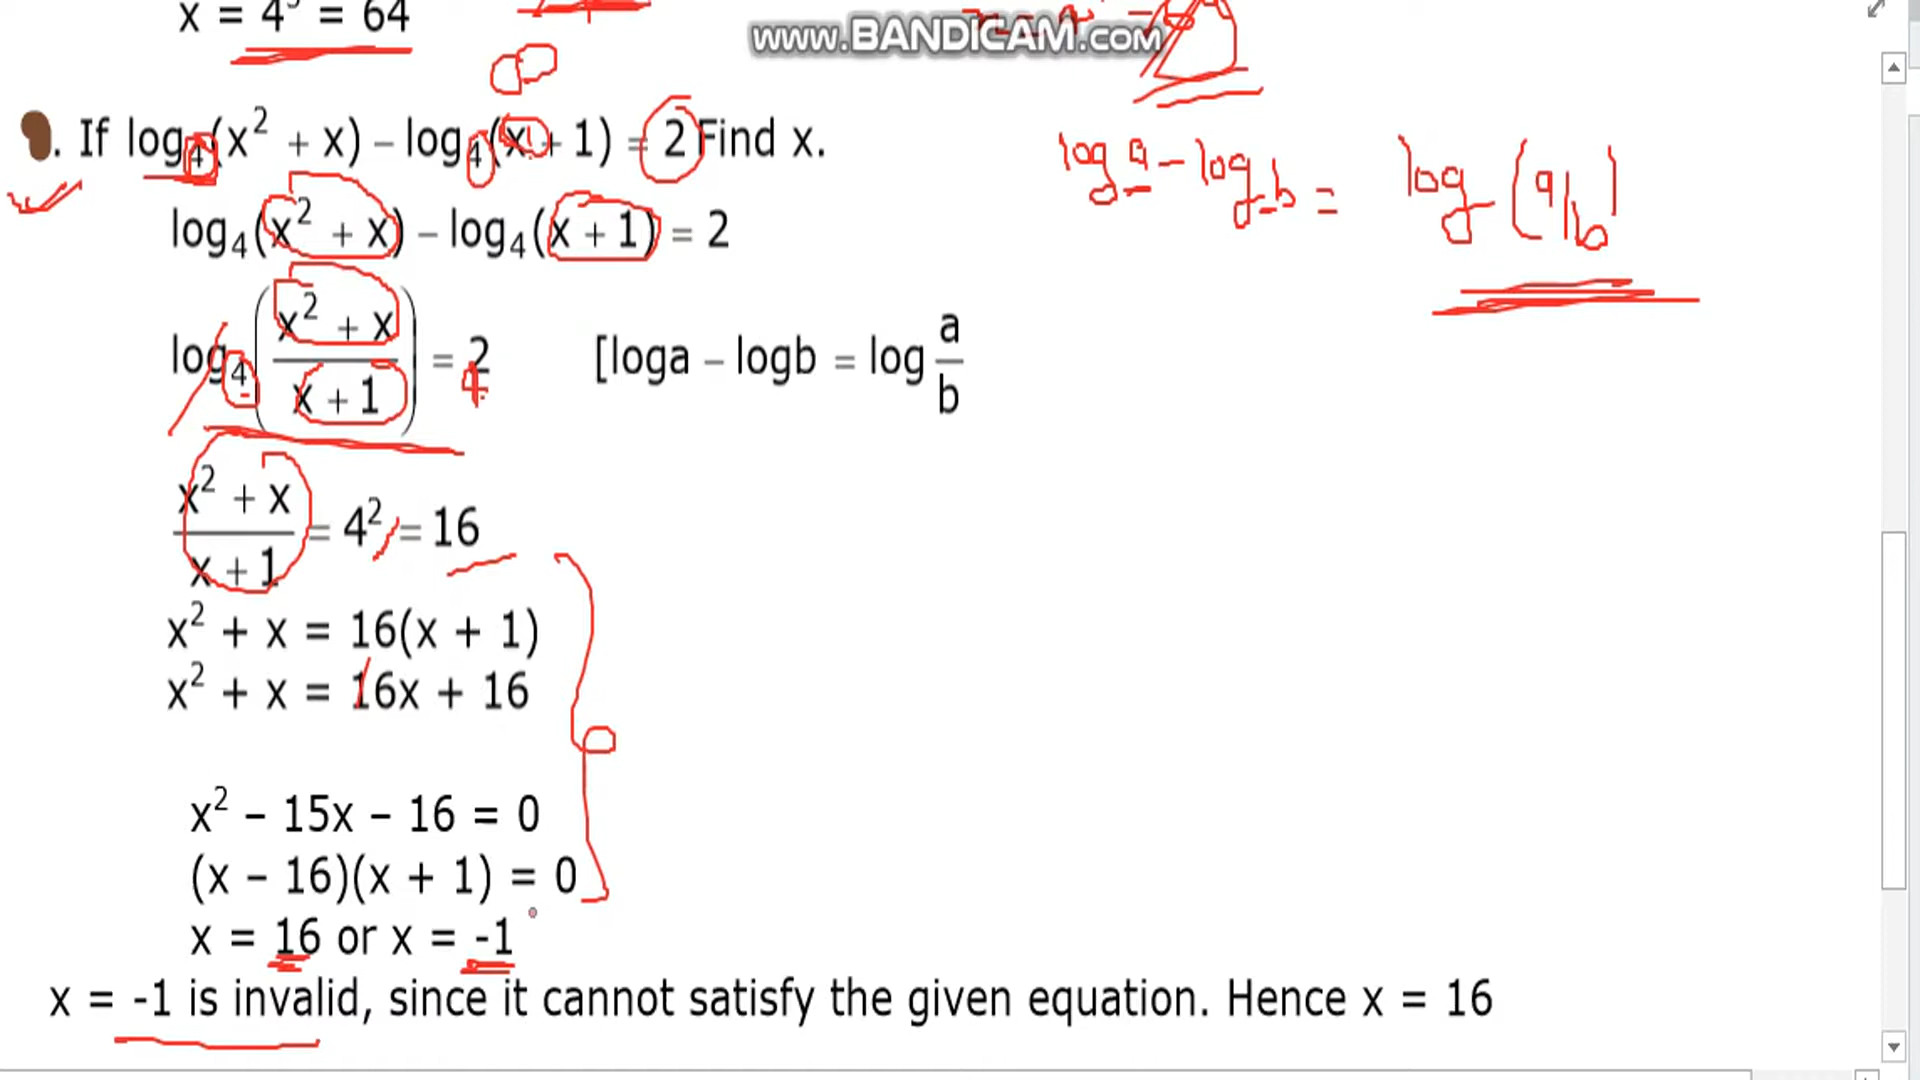 x = 4³ = 64
www.BANDICAM.com
. If log₄(x² + x) – log₄(x + 1) = 2 Find x.
log a – log b = log (a/b)
log₄(x² + x) – log₄(x + 1) = 2
log₄((x² + x)/(x + 1)) = 2 [loga – logb = log a/b
4
(x² + x)/(x + 1) = 4² = 16
x² + x = 16(x + 1)
x² + x = 16x + 16
x² – 15x – 16 = 0
(x – 16)(x + 1) = 0
x = 16 or x = -1
x = -1 is invalid, since it cannot satisfy the given equation. Hence x = 16